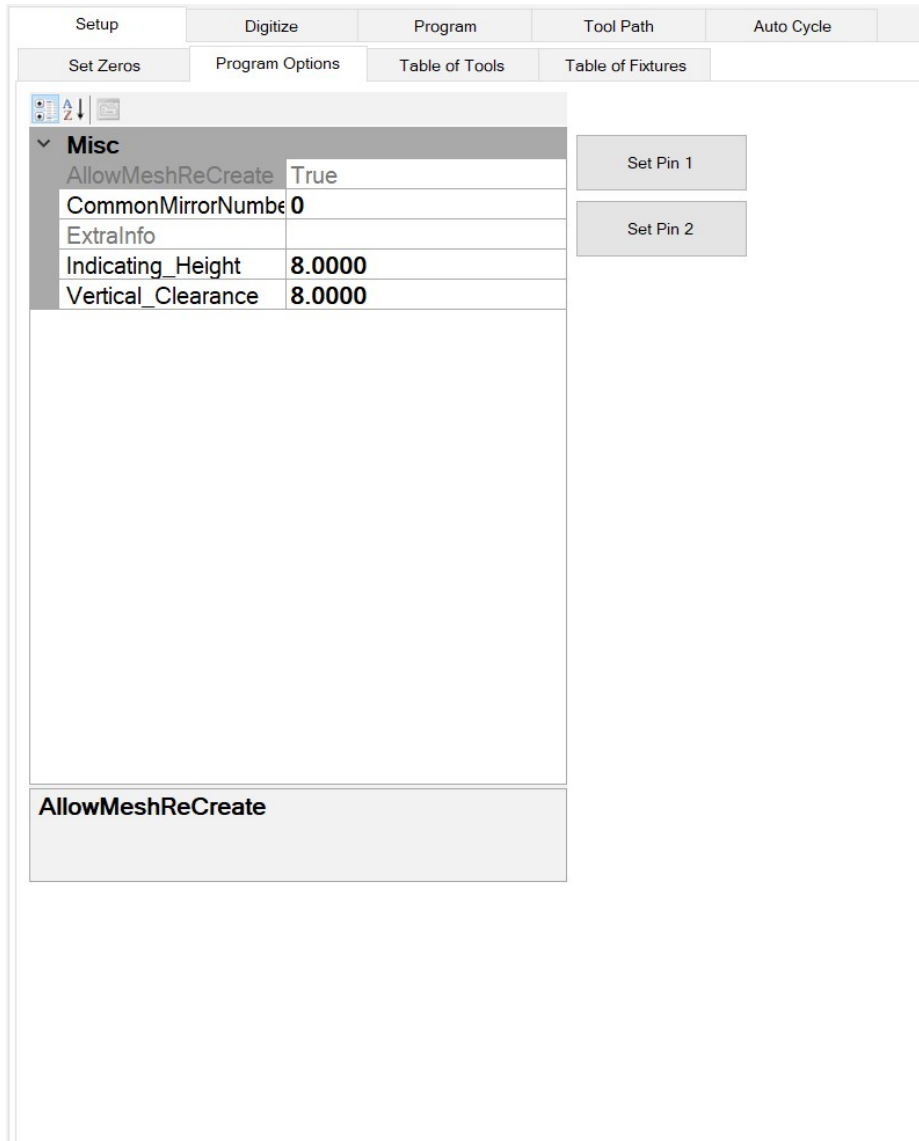 Setup Digitize Program Tool Path Auto Cycle
Set Zeros Program Options Table of Tools Table of Fixtures
Misc
AllowMeshReCreate True
CommonMirrorNumbe 0
ExtraInfo
Indicating_Height 8.0000
Vertical_Clearance 8.0000
Set Pin 1
Set Pin 2
AllowMeshReCreate